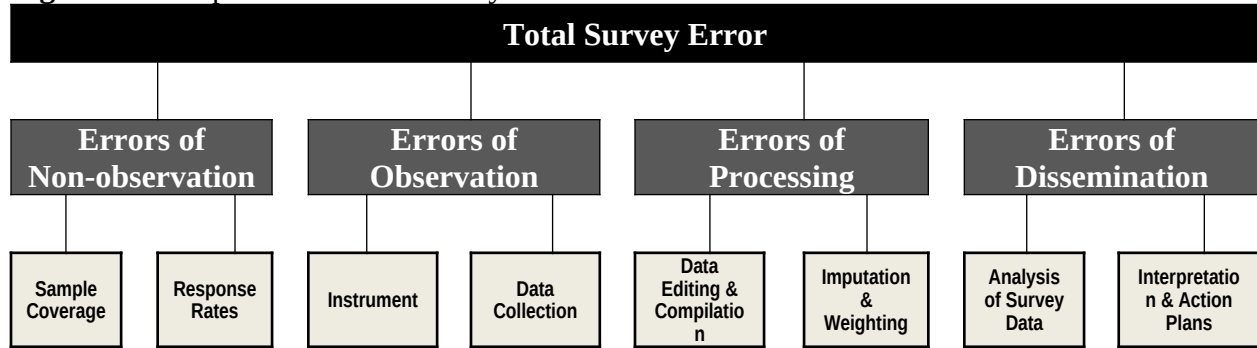 Total Survey Error
Errors of
Non-observation
Errors of
Observation
Errors of
Processing
Errors of
Dissemination
Sample
Coverage
Response
Rates
Instrument
Data
Collection
Data
Editing &
Compilatio
n
Imputation
&
Weighting
Analysis
of Survey
Data
Interpretatio
n & Action
Plans